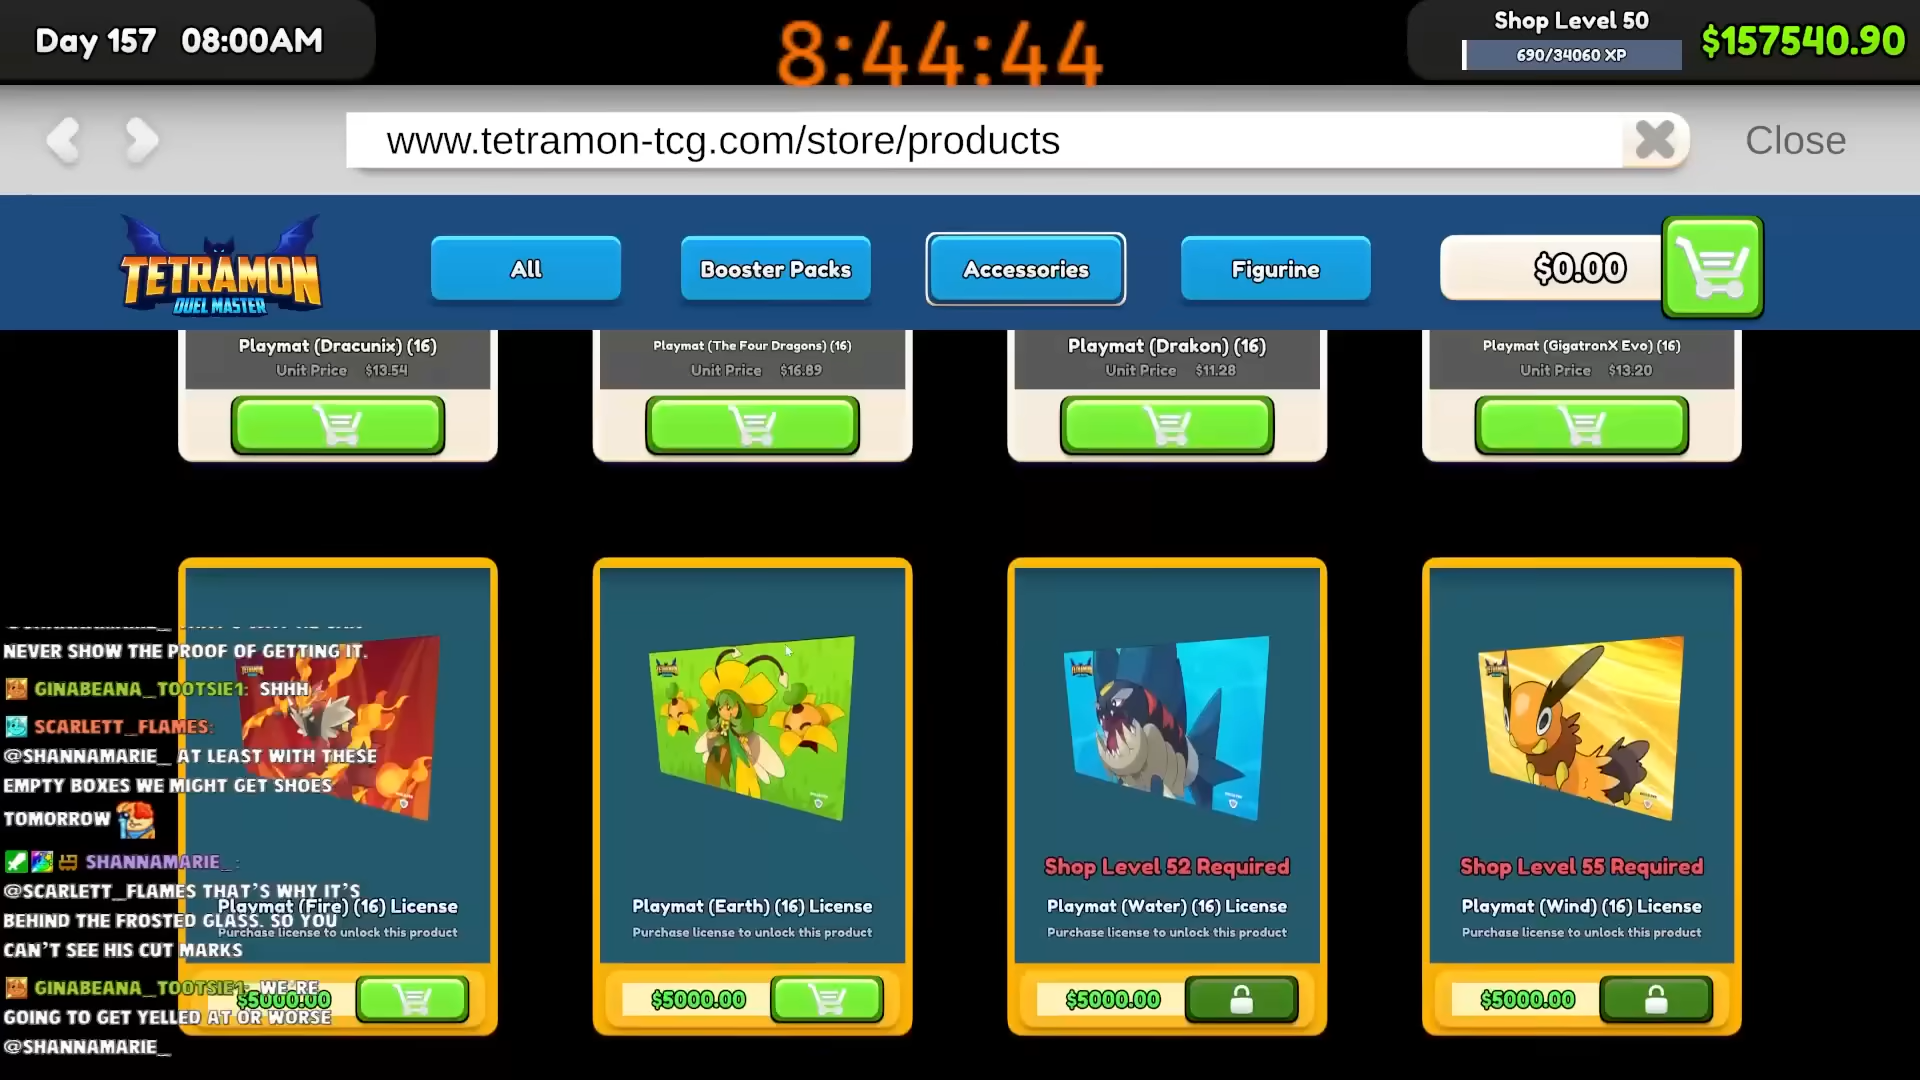 Day 157 08:00AM
8:44:44
Shop Level 50
690/34060 XP
$157540.90
www.tetramon-tcg.com/store/products
Close
TETRAMON
DUEL MASTER
All
Booster Packs
Accessories
Figurine
$0.00
Playmat (Dracunix) (16)
Unit Price $13.54
Playmat (The Four Dragons) (16)
Unit Price $16.89
Playmat (Drakon) (16)
Unit Price $11.28
Playmat (GigatronX Evo) (16)
Unit Price $13.20
Playmat (Fire) (16) License
Purchase license to unlock this product
$5000.00
Playmat (Earth) (16) License
Purchase license to unlock this product
$5000.00
Shop Level 52 Required
Playmat (Water) (16) License
Purchase license to unlock this product
$5000.00
Shop Level 55 Required
Playmat (Wind) (16) License
Purchase license to unlock this product
$5000.00
NEVER SHOW THE PROOF OF GETTING IT.
GINABEANA_TOOTSIE1: SHHH
SCARLETT_FLAMES:
@SHANNAMARIE_ AT LEAST WITH THESE
EMPTY BOXES WE MIGHT GET SHOES
TOMORROW
SHANNAMARIE_:
@SCARLETT_FLAMES THAT'S WHY IT'S
BEHIND THE FROSTED GLASS. SO YOU
CAN'T SEE HIS CUT MARKS
GINABEANA_TOOTSIE1: WE'RE
GOING TO GET YELLED AT OR WORSE
@SHANNAMARIE_